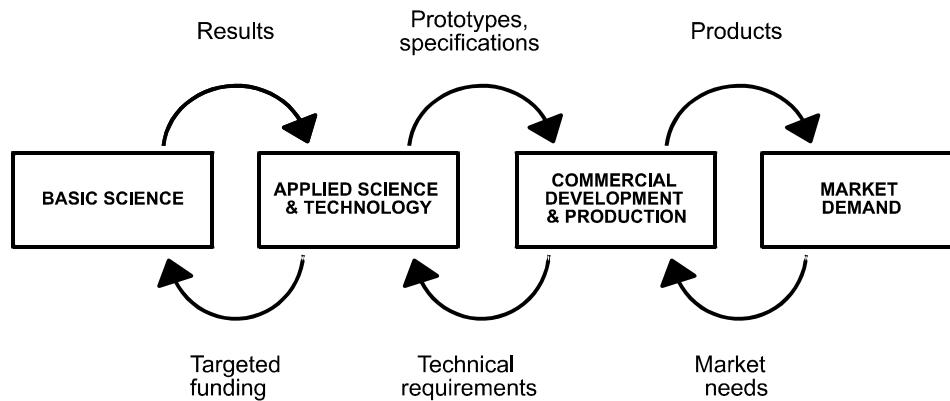 Results
Prototypes,
specifications
Products
BASIC SCIENCE
APPLIED SCIENCE
& TECHNOLOGY
COMMERCIAL
DEVELOPMENT
& PRODUCTION
MARKET
DEMAND
Targeted
funding
Technical
requirements
Market
needs